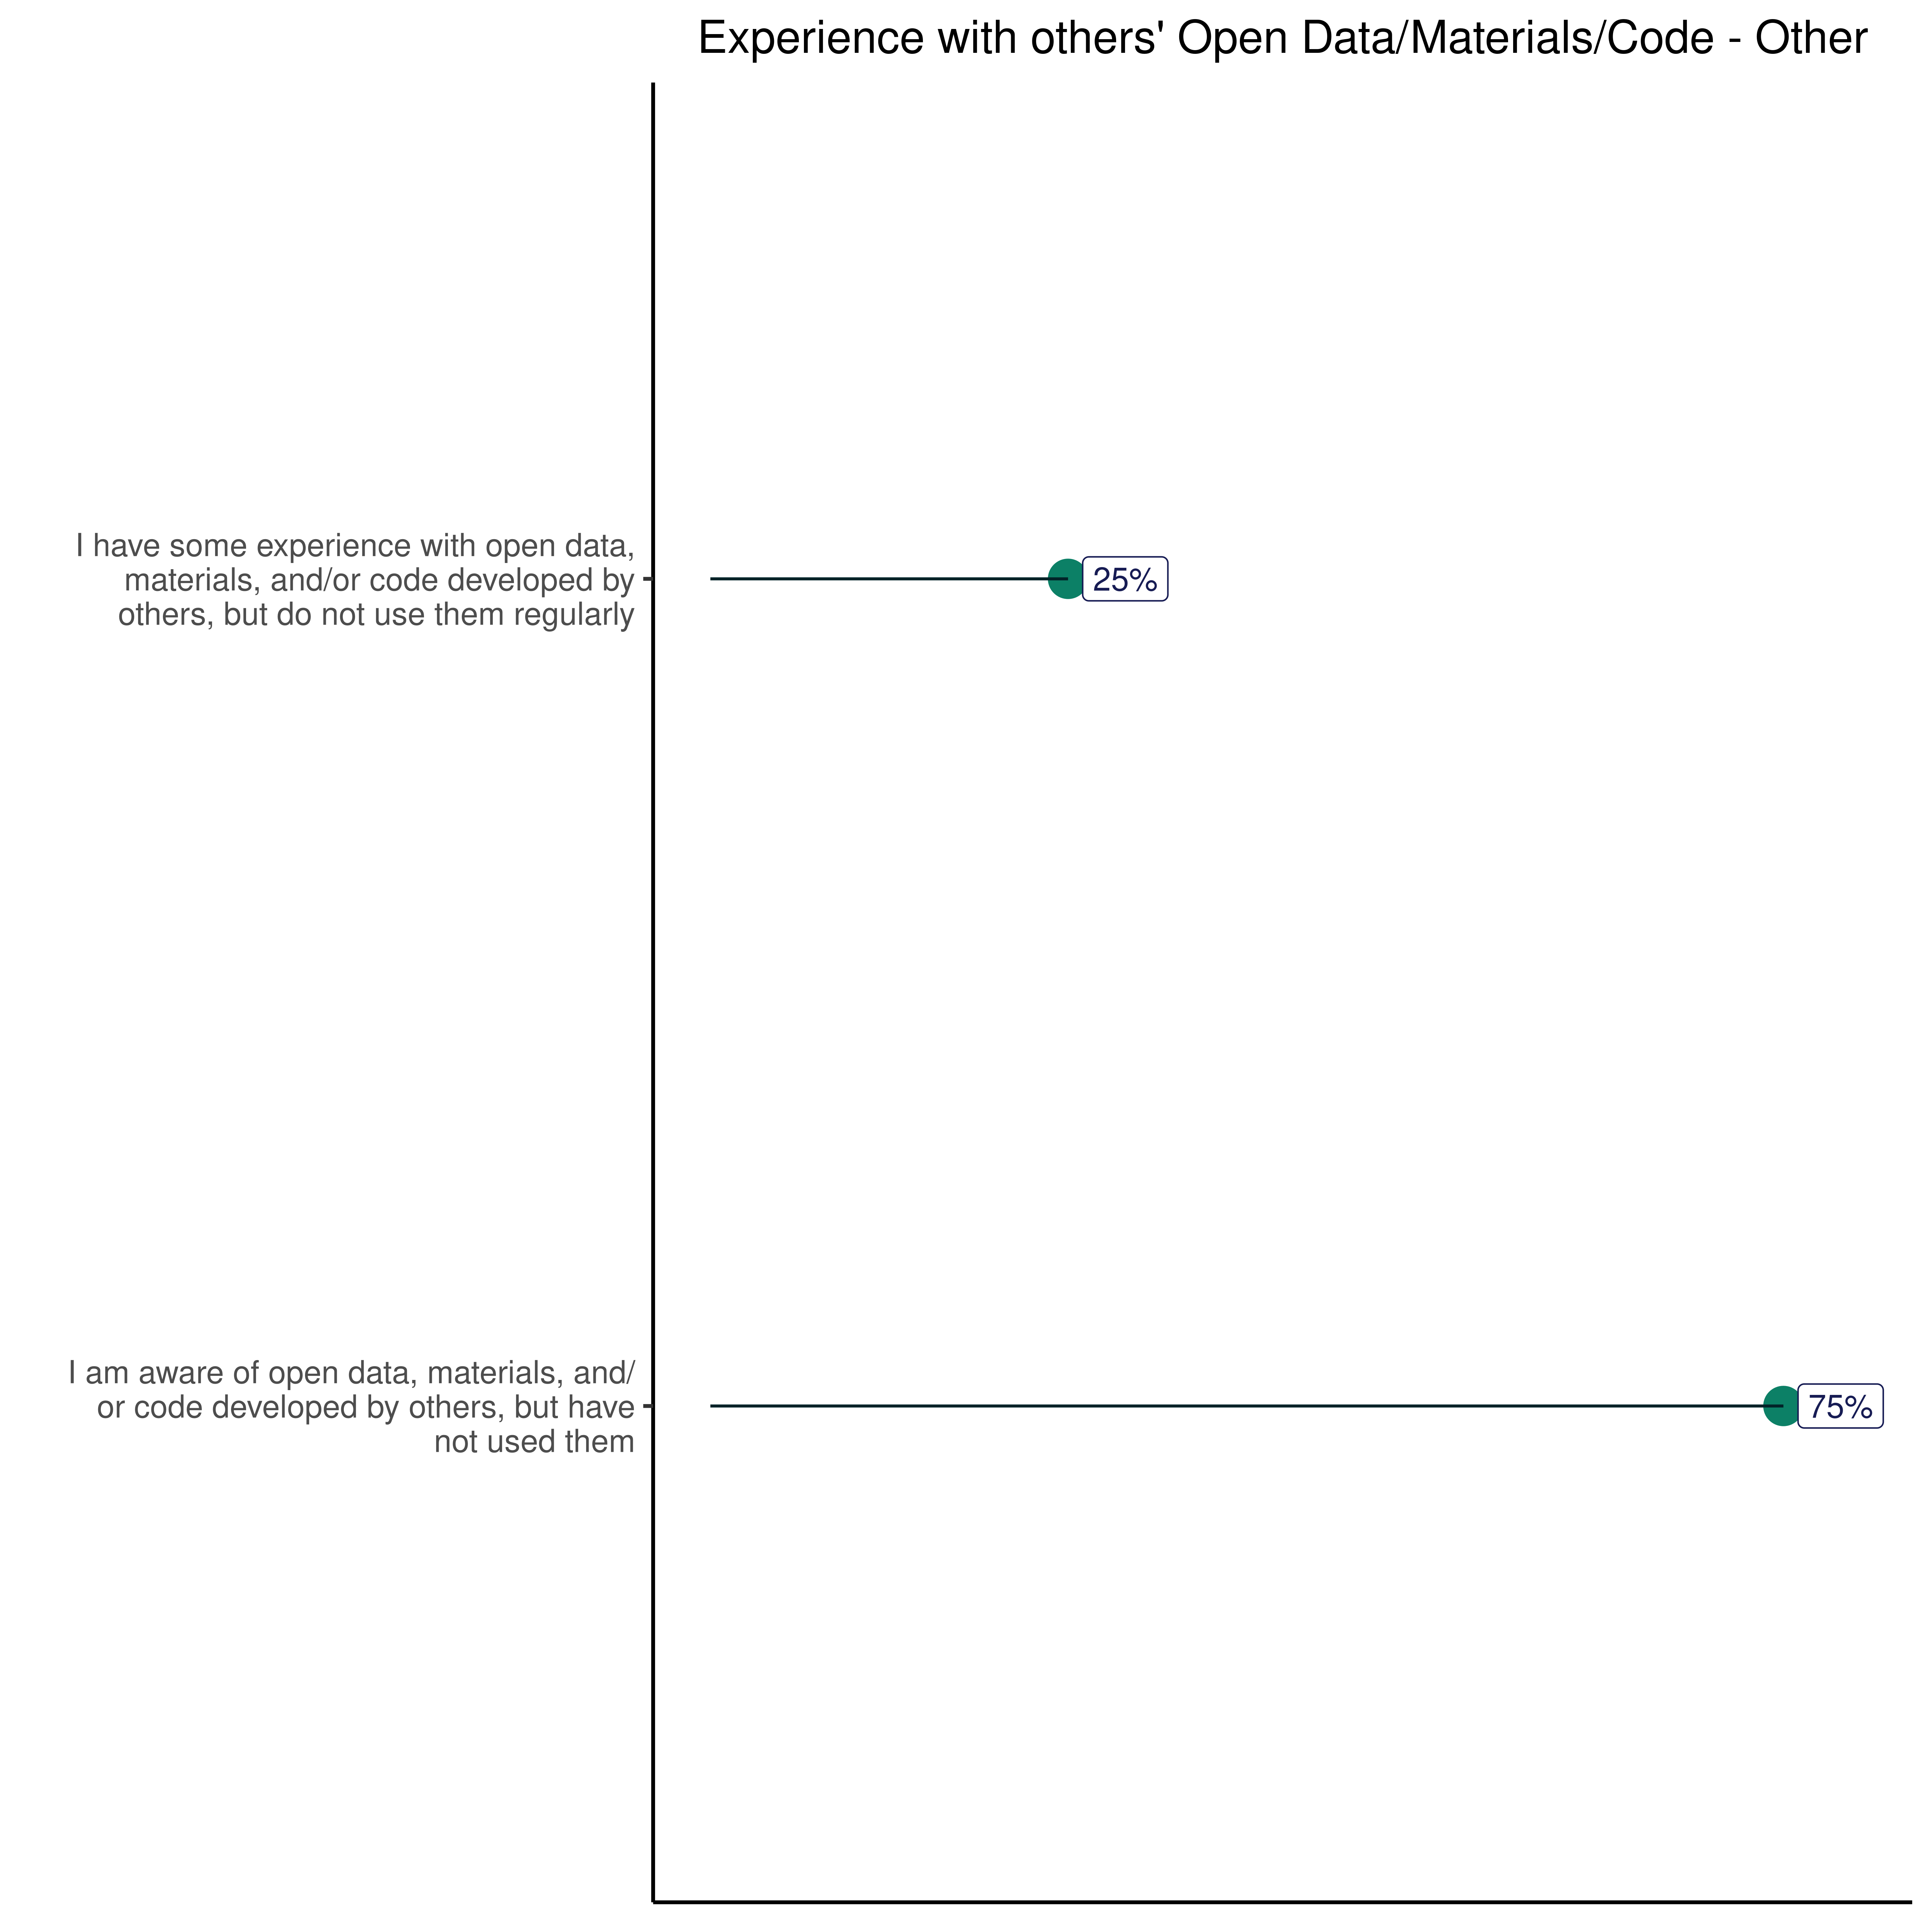 Experience with others' Open Data/Materials/Code - Other
I have some experience with open data,
materials, and/or code developed by
others, but do not use them regularly
25%
I am aware of open data, materials, and/
or code developed by others, but have
not used them
75%